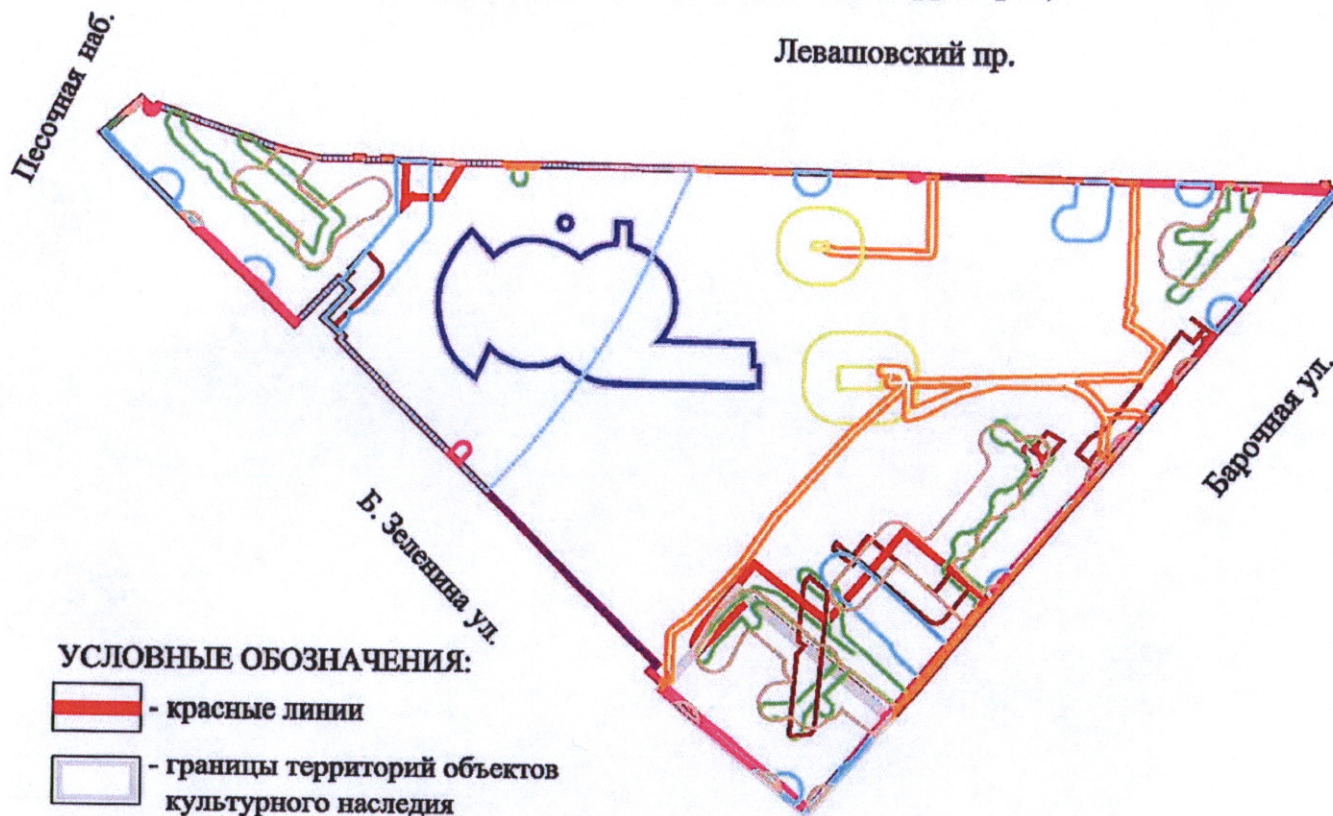 Левашовский пр.
Песочная наб.
Барочная ул.
Б. Зеленина ул.
УСЛОВНЫЕ ОБОЗНАЧЕНИЯ:
- красные линии
- границы территорий объектов
культурного наследия